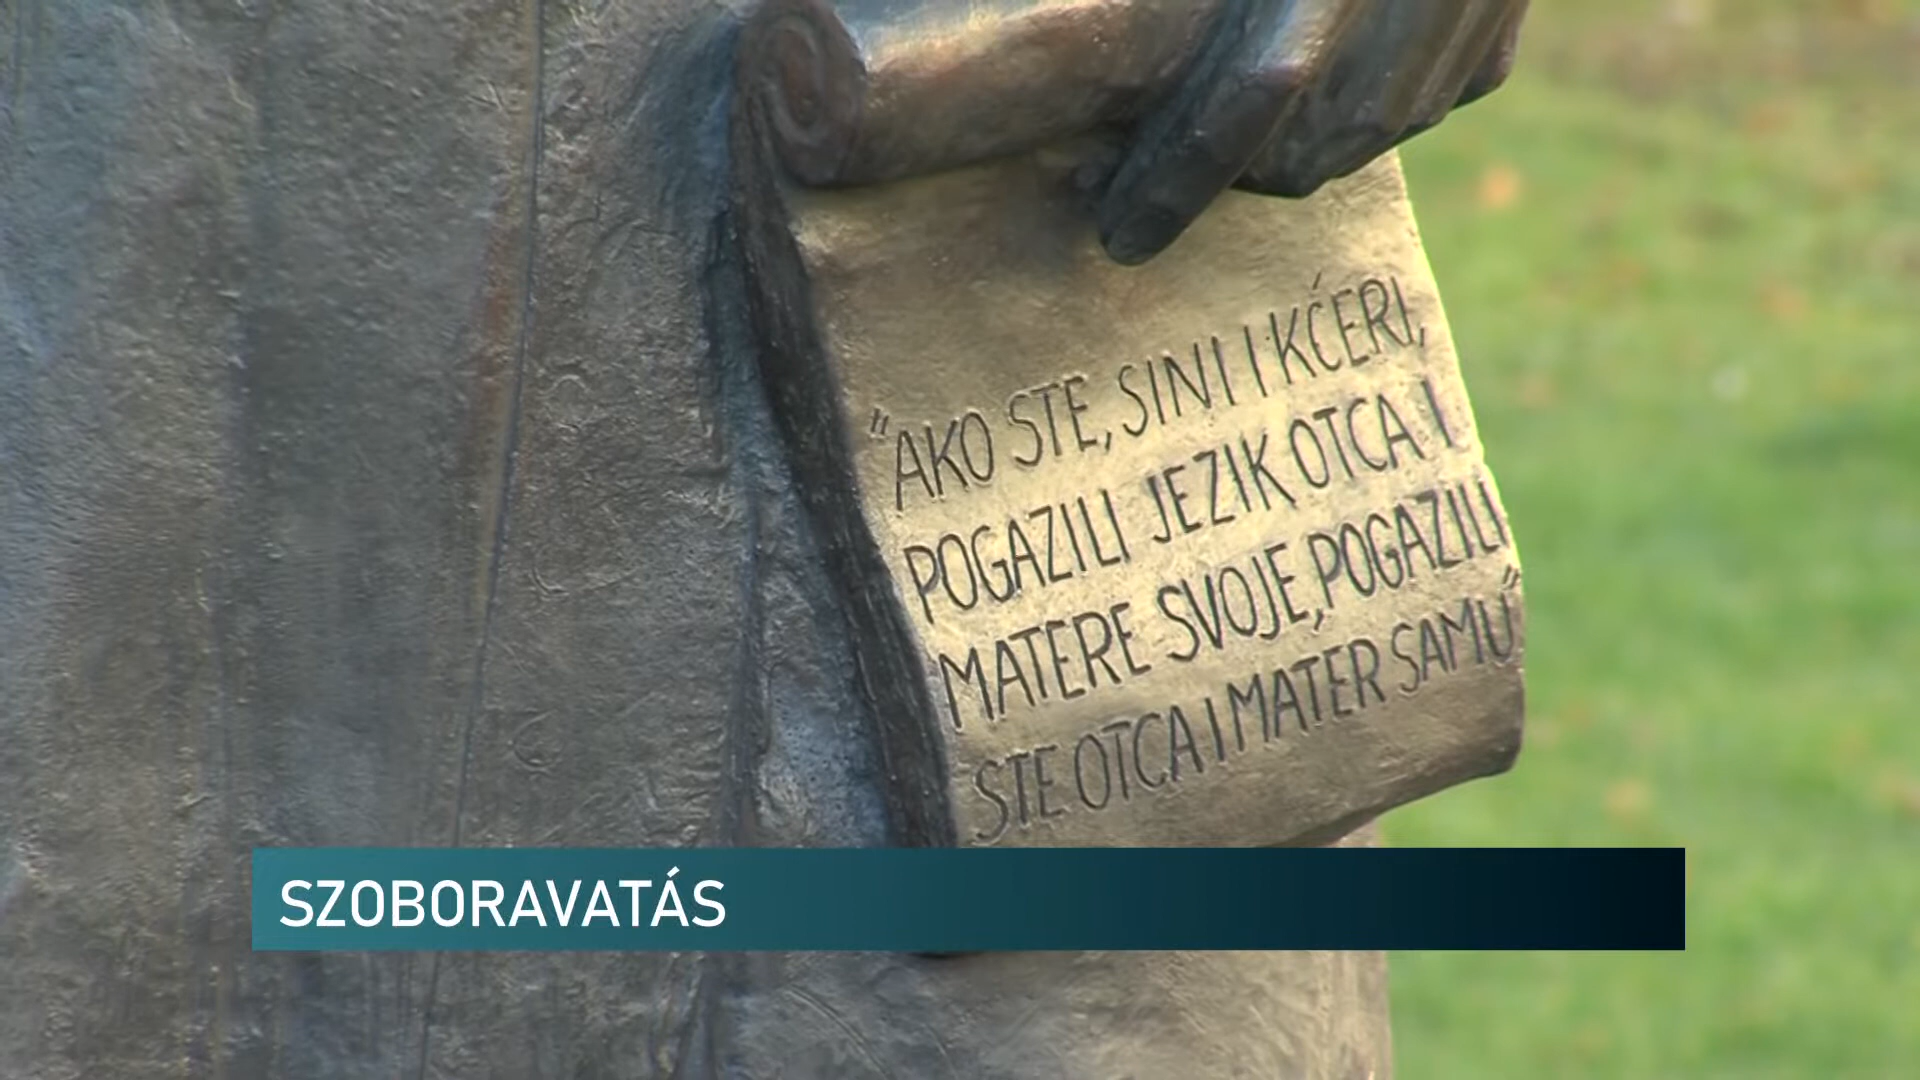 "AKO STE, SINI I KĆERI,
POGAZILI JEZIK OTCA I
MATERE SVOJE, POGAZILI
STE OTCA I MATER SAMU"
SZOBORAVATÁS